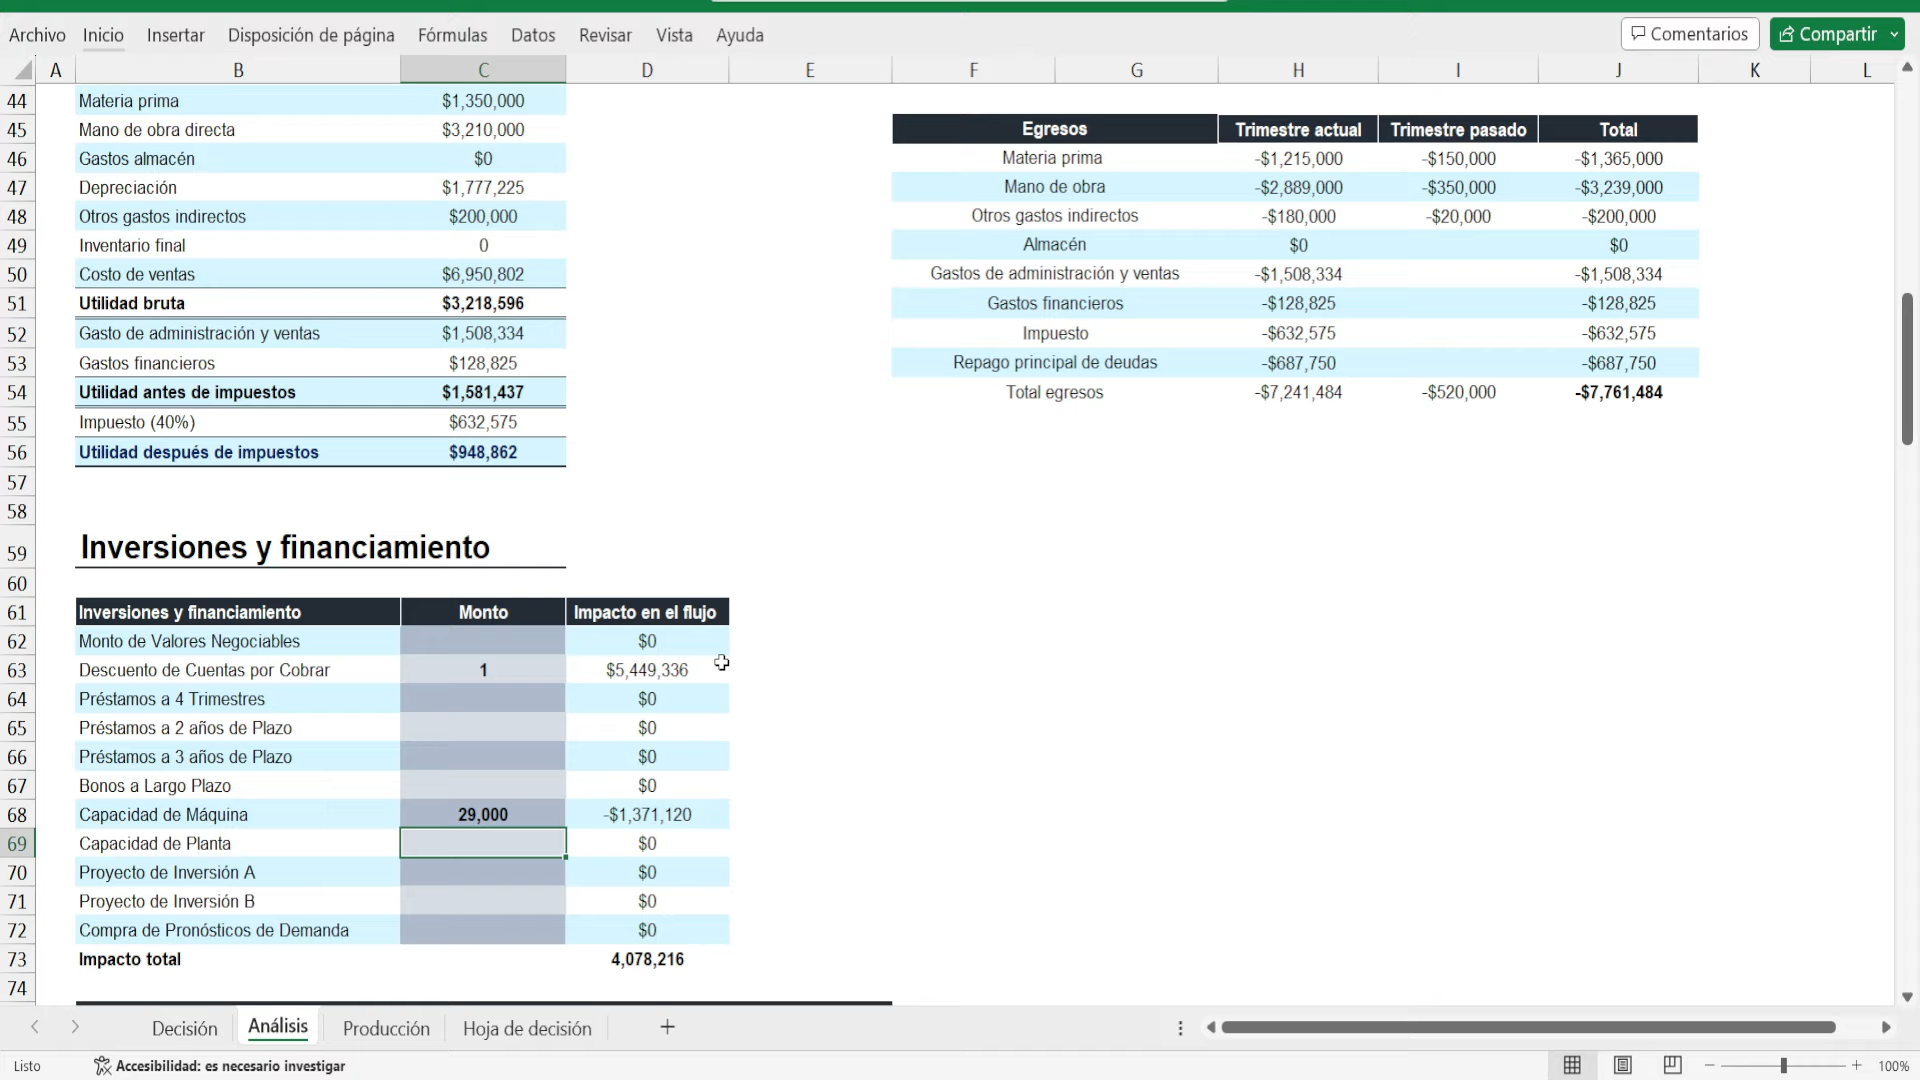 Archivo Inicio Insertar Disposición de página Fórmulas Datos Revisar Vista Ayuda Comentarios Compartir
A B C D E F G H I J K L
44 Materia prima $1,350,000
45 Mano de obra directa $3,210,000 Egresos Trimestre actual Trimestre pasado Total
46 Gastos almacén $0 Materia prima -$1,215,000 -$150,000 -$1,365,000
47 Depreciación $1,777,225 Mano de obra -$2,889,000 -$350,000 -$3,239,000
48 Otros gastos indirectos $200,000 Otros gastos indirectos -$180,000 -$20,000 -$200,000
49 Inventario final 0 Almacén $0 $0
50 Costo de ventas $6,950,802 Gastos de administración y ventas -$1,508,334 -$1,508,334
51 Utilidad bruta $3,218,596 Gastos financieros -$128,825 -$128,825
52 Gasto de administración y ventas $1,508,334 Impuesto -$632,575 -$632,575
53 Gastos financieros $128,825 Repago principal de deudas -$687,750 -$687,750
54 Utilidad antes de impuestos $1,581,437 Total egresos -$7,241,484 -$520,000 -$7,761,484
55 Impuesto (40%) $632,575
56 Utilidad después de impuestos $948,862
57
58
59 Inversiones y financiamiento
60
61 Inversiones y financiamiento Monto Impacto en el flujo
62 Monto de Valores Negociables $0
63 Descuento de Cuentas por Cobrar 1 $5,449,336
64 Préstamos a 4 Trimestres $0
65 Préstamos a 2 años de Plazo $0
66 Préstamos a 3 años de Plazo $0
67 Bonos a Largo Plazo $0
68 Capacidad de Máquina 29,000 -$1,371,120
69 Capacidad de Planta $0
70 Proyecto de Inversión A $0
71 Proyecto de Inversión B $0
72 Compra de Pronósticos de Demanda $0
73 Impacto total 4,078,216
74
Decisión Análisis Producción Hoja de decisión
Listo Accesibilidad: es necesario investigar 100%